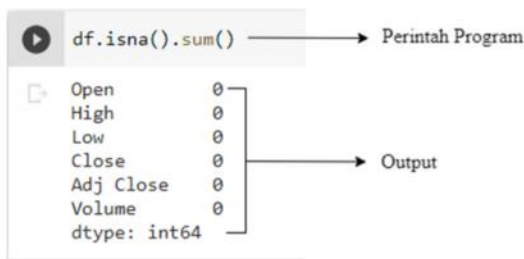 df.isna().sum() Perintah Program
Open 0
High 0
Low 0
Close 0
Adj Close 0
Volume 0
dtype: int64
Output